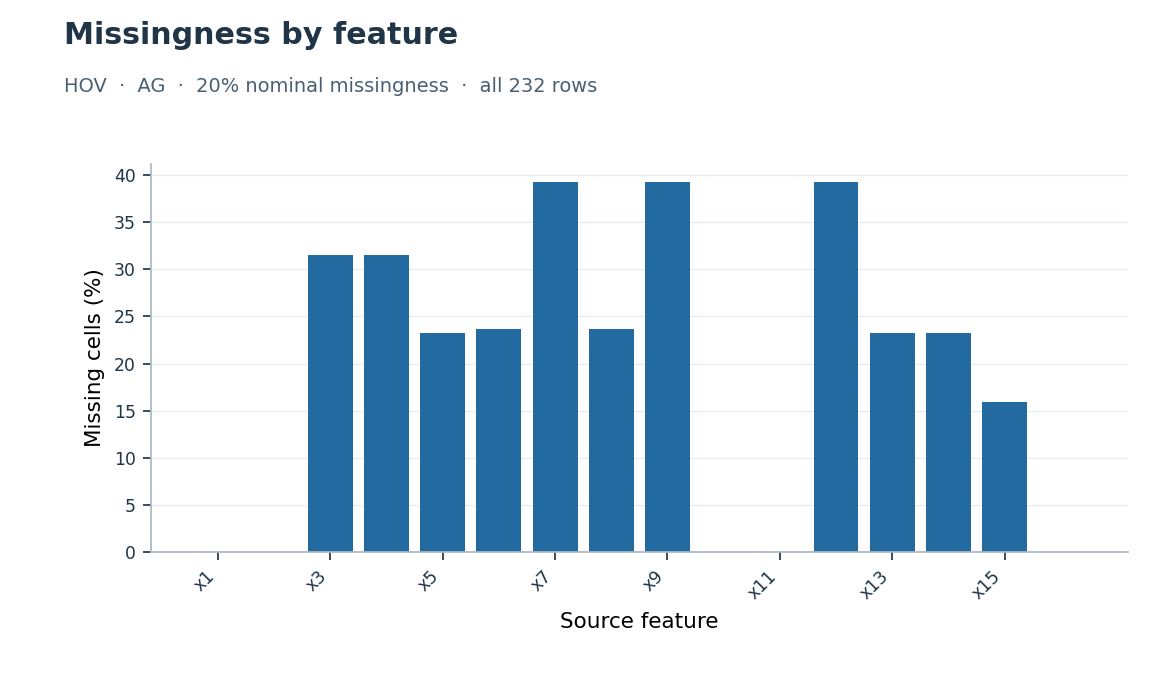 Missingness by feature
HOV · AG · 20% nominal missingness · all 232 rows
40
35
30
25
20
15
10
5
0
Missing cells (%)
x1 x3 x5 x7 x9 x11 x13 x15
Source feature